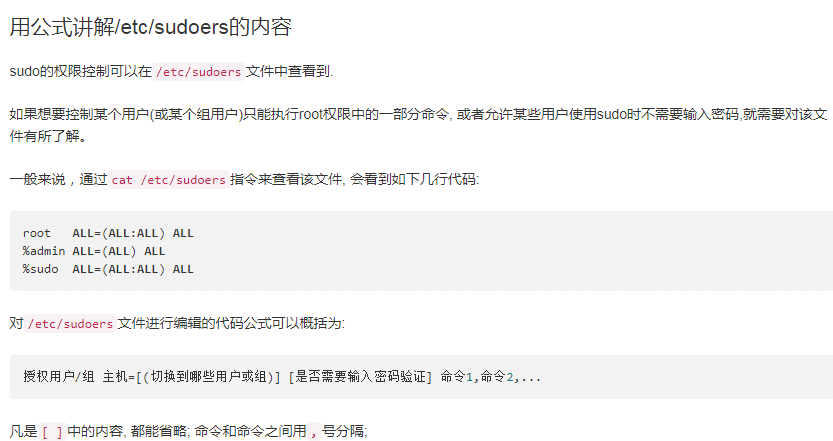 用公式讲解/etc/sudoers的内容
sudo的权限控制可以在 /etc/sudoers 文件中查看到.
如果想要控制某个用户(或某个组用户)只能执行root权限中的一部分命令, 或者允许某些用户使用sudo时不需要输入密码,就需要对该文
件有所了解。
一般来说，通过 cat /etc/sudoers 指令来查看该文件, 会看到如下几行代码:
root   ALL=(ALL:ALL) ALL
%admin ALL=(ALL) ALL
%sudo  ALL=(ALL:ALL) ALL
对 /etc/sudoers 文件进行编辑的代码公式可以概括为:
授权用户/组 主机=[(切换到哪些用户或组)] [是否需要输入密码验证] 命令1,命令2,...
凡是 [ ] 中的内容, 都能省略; 命令和命令之间用 , 号分隔;